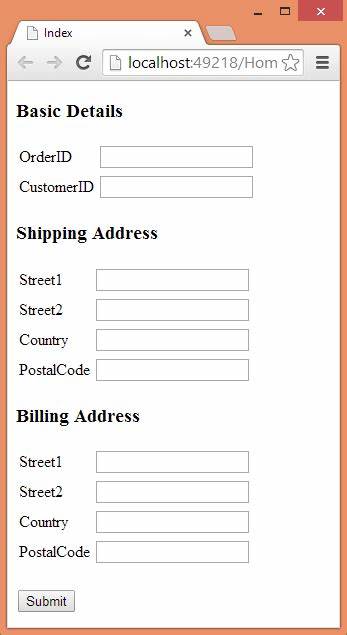 Index
localhost:49218/Hom
Basic Details
OrderID
CustomerID
Shipping Address
Street1
Street2
Country
PostalCode
Billing Address
Street1
Street2
Country
PostalCode
Submit